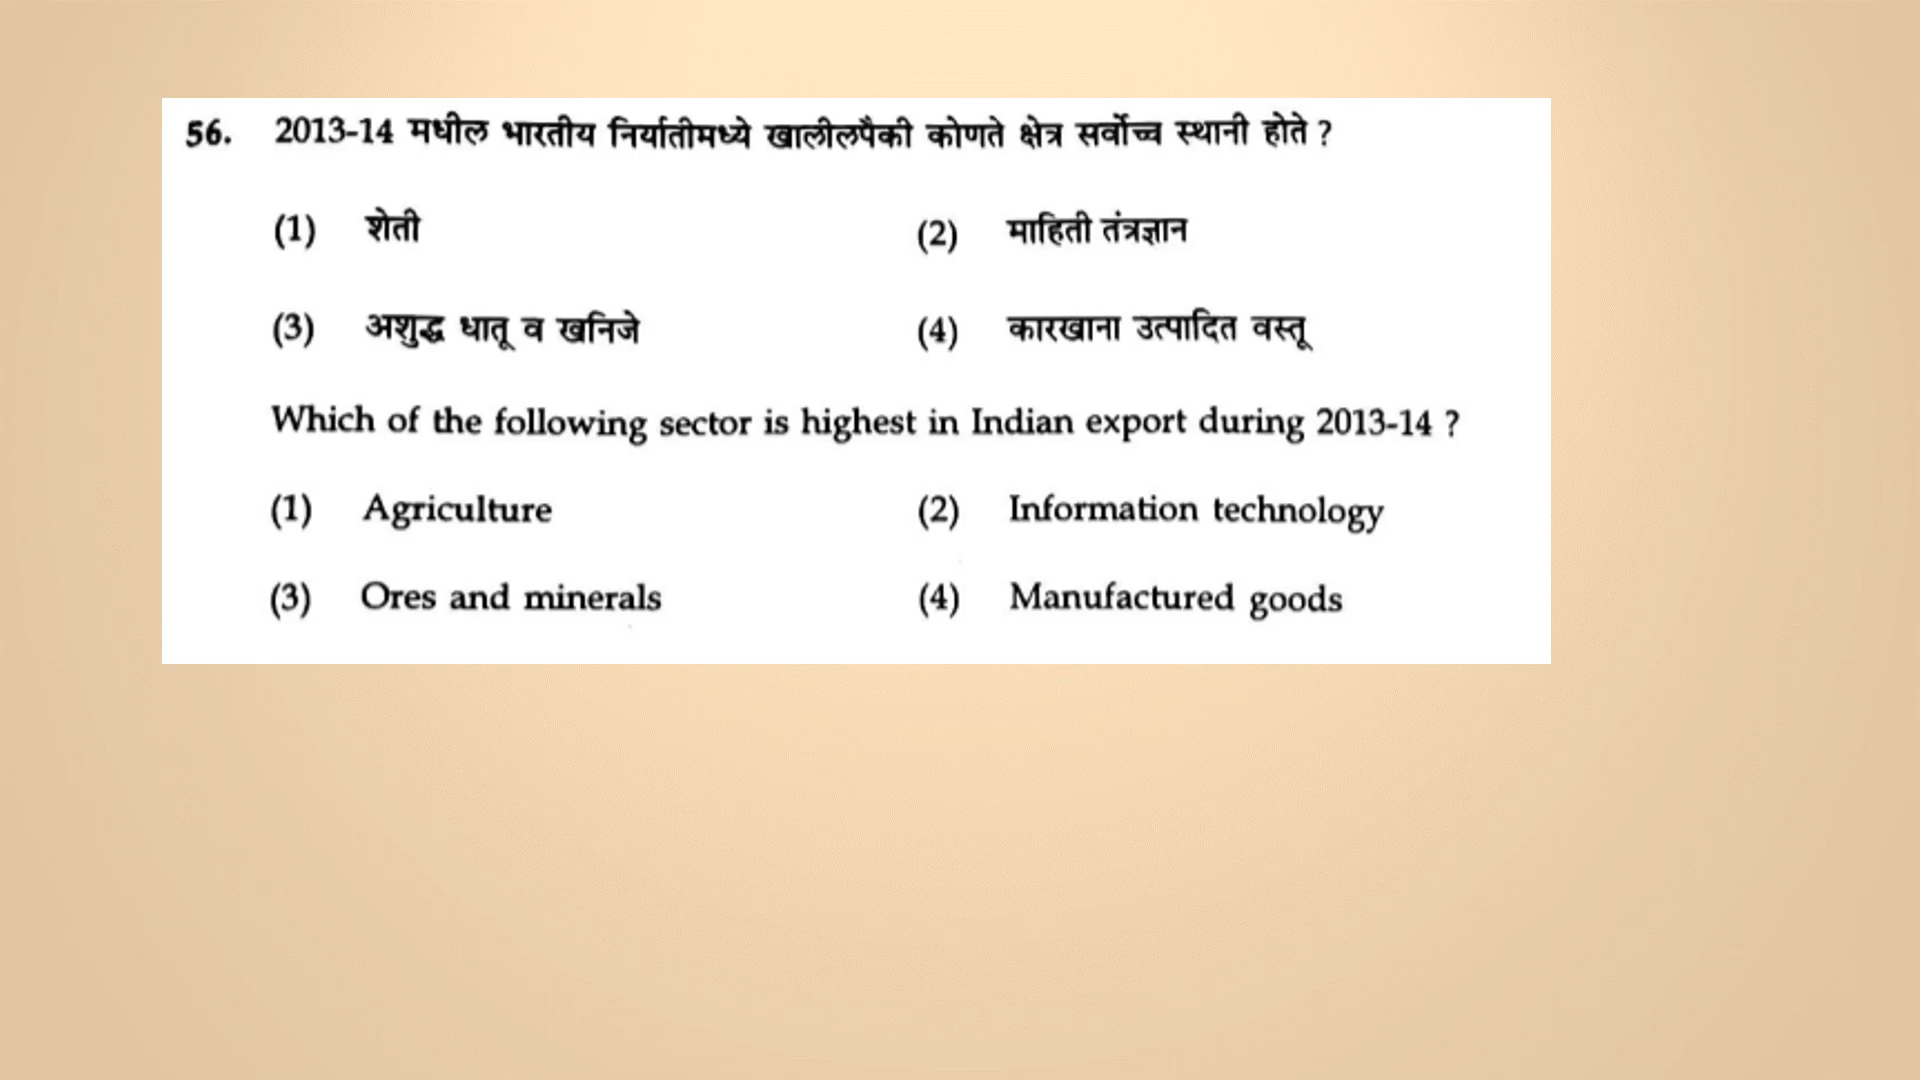 56. 2013-14 मधील भारतीय निर्यातीमध्ये खालीलपैकी कोणते क्षेत्र सर्वोच्च स्थानी होते ?
(1) शेती (2) माहिती तंत्रज्ञान
(3) अशुद्ध धातू व खनिजे (4) कारखाना उत्पादित वस्तू
Which of the following sector is highest in Indian export during 2013-14 ?
(1) Agriculture (2) Information technology
(3) Ores and minerals (4) Manufactured goods